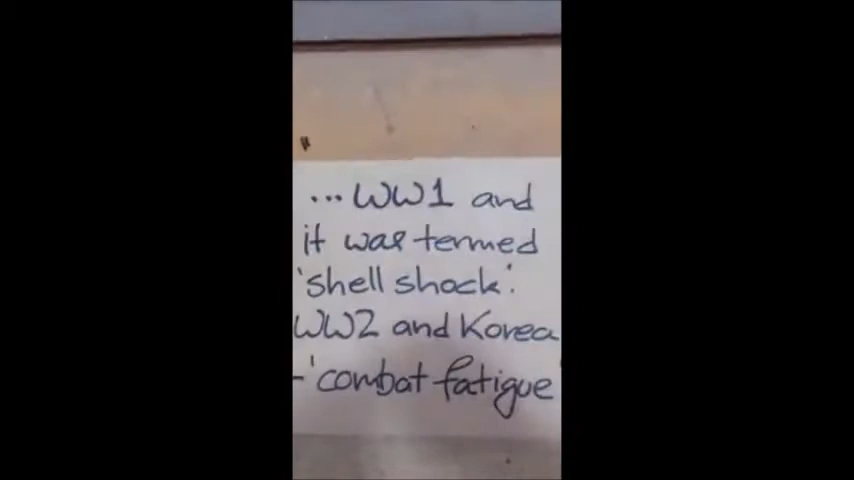 ...WW1 and
it was termed
'shell shock'.
WW2 and Korea
-'combat fatigue'